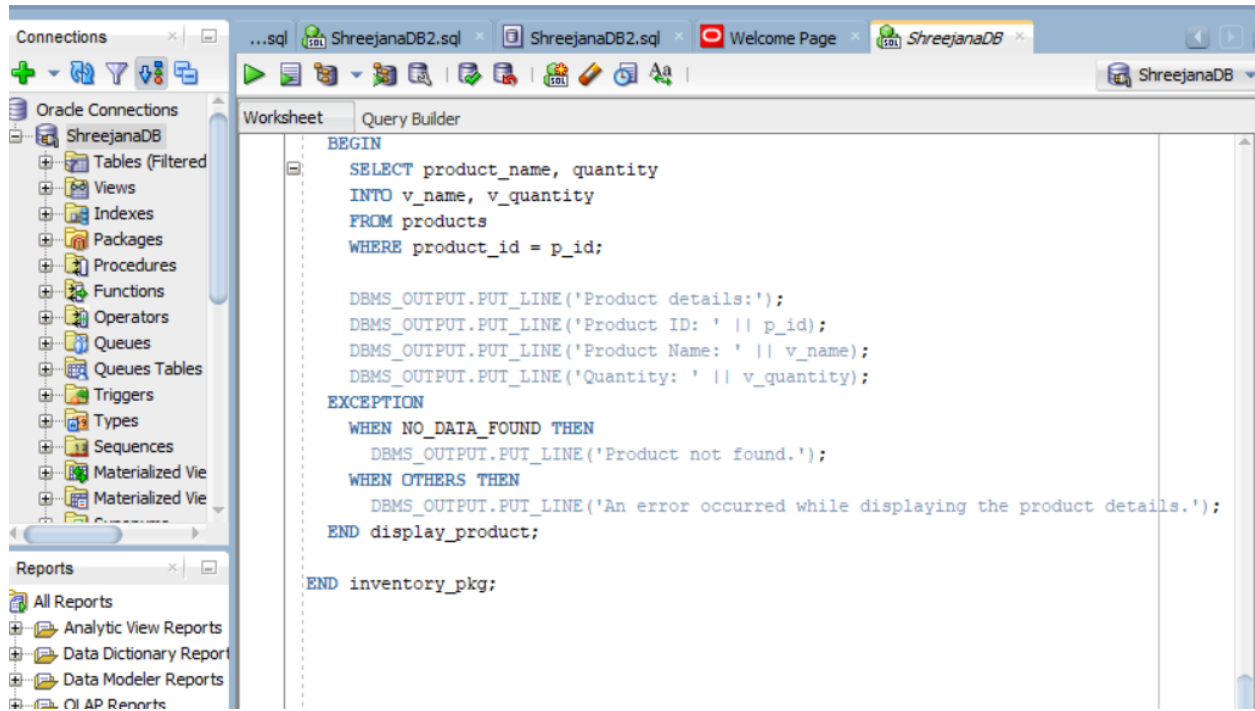 Connections
...sql
ShreejanaDB2.sql
ShreejanaDB2.sql
Welcome Page
ShreejanaDB
ShreejanaDB
Oracle Connections
ShreejanaDB
Tables (Filtered
Views
Indexes
Packages
Procedures
Functions
Operators
Queues
Queues Tables
Triggers
Types
Sequences
Materialized Vie
Materialized Vie
Reports
All Reports
Analytic View Reports
Data Dictionary Report
Data Modeler Reports
OLAP Reports
Worksheet Query Builder
BEGIN
SELECT product_name, quantity
INTO v_name, v_quantity
FROM products
WHERE product_id = p_id;
DBMS_OUTPUT.PUT_LINE('Product details:');
DBMS_OUTPUT.PUT_LINE('Product ID: ' || p_id);
DBMS_OUTPUT.PUT_LINE('Product Name: ' || v_name);
DBMS_OUTPUT.PUT_LINE('Quantity: ' || v_quantity);
EXCEPTION
WHEN NO_DATA_FOUND THEN
DBMS_OUTPUT.PUT_LINE('Product not found.');
WHEN OTHERS THEN
DBMS_OUTPUT.PUT_LINE('An error occurred while displaying the product details.');
END display_product;
END inventory_pkg;